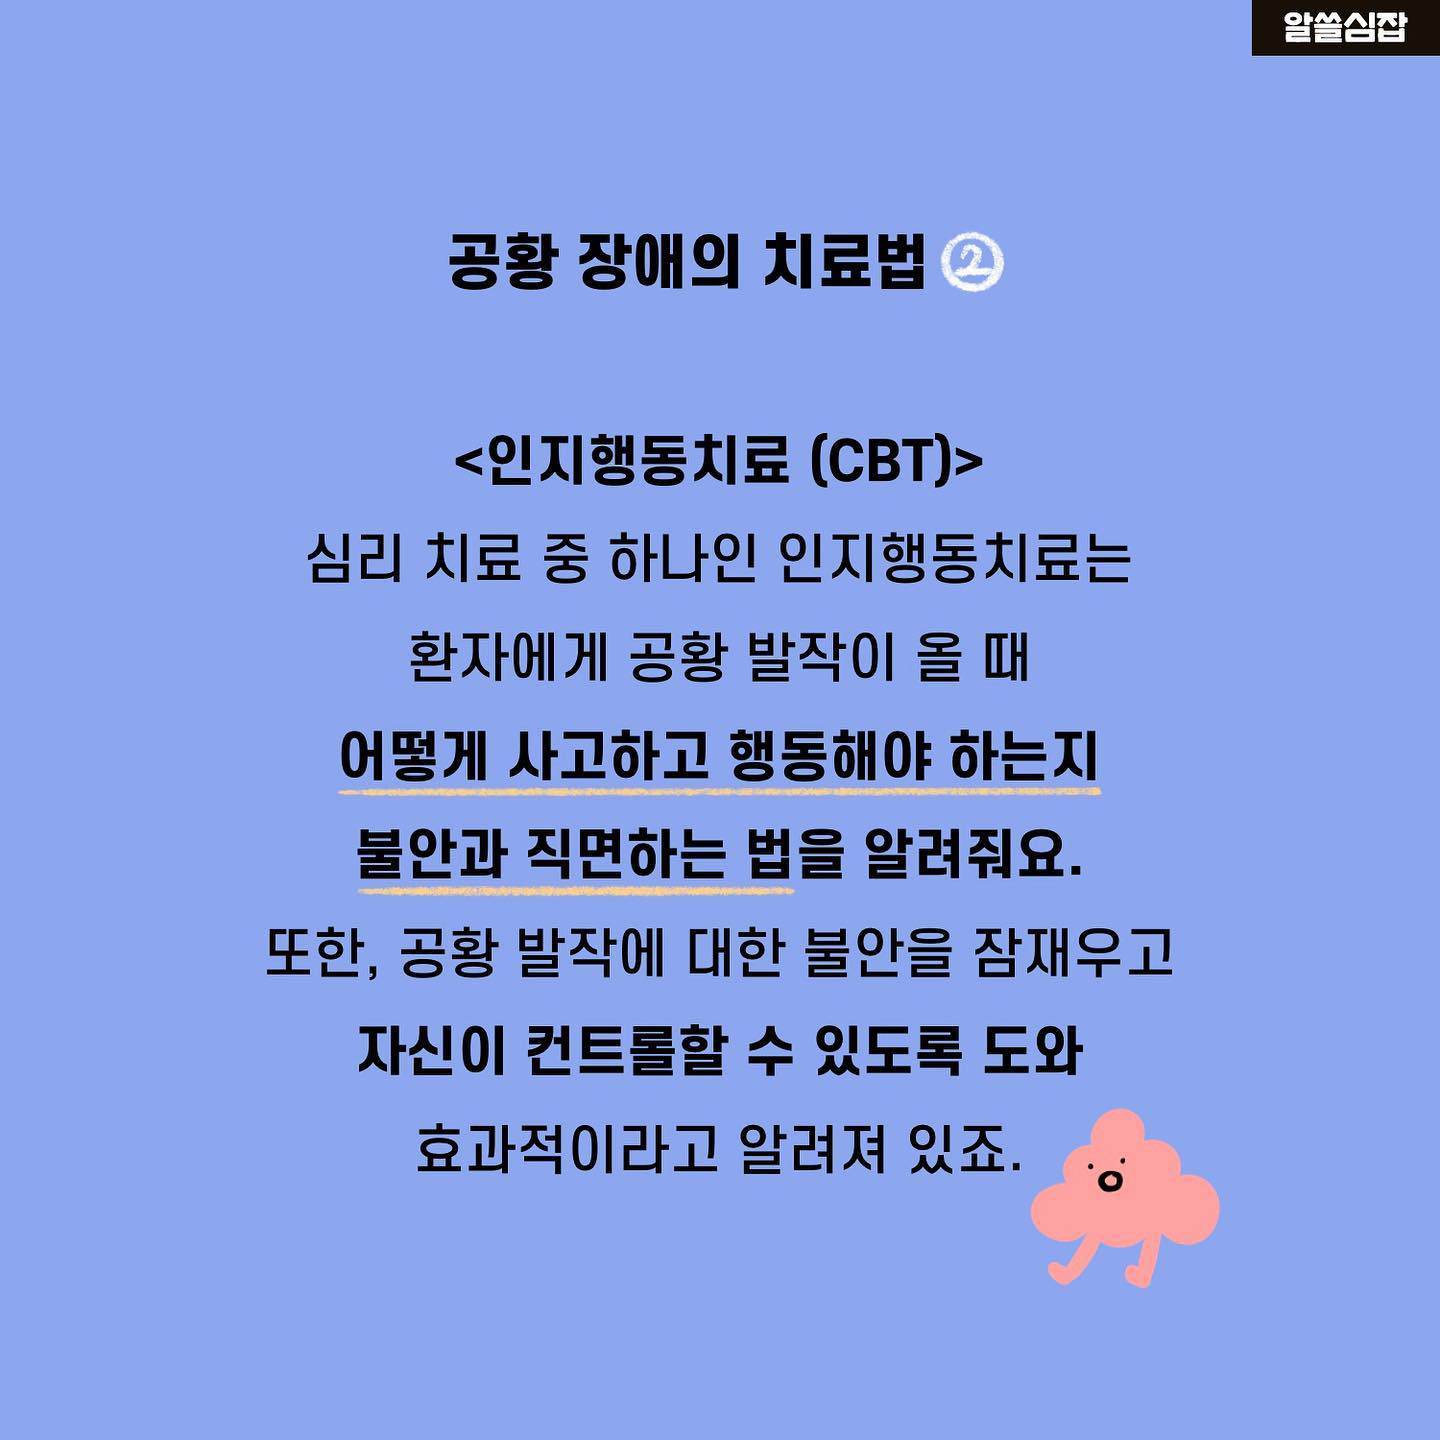 알쓸심잡
공황 장애의 치료법 ②
<인지행동치료 (CBT)>
심리 치료 중 하나인 인지행동치료는
환자에게 공황 발작이 올 때
어떻게 사고하고 행동해야 하는지
불안과 직면하는 법을 알려줘요.
또한, 공황 발작에 대한 불안을 잠재우고
자신이 컨트롤할 수 있도록 도와
효과적이라고 알려져 있죠.